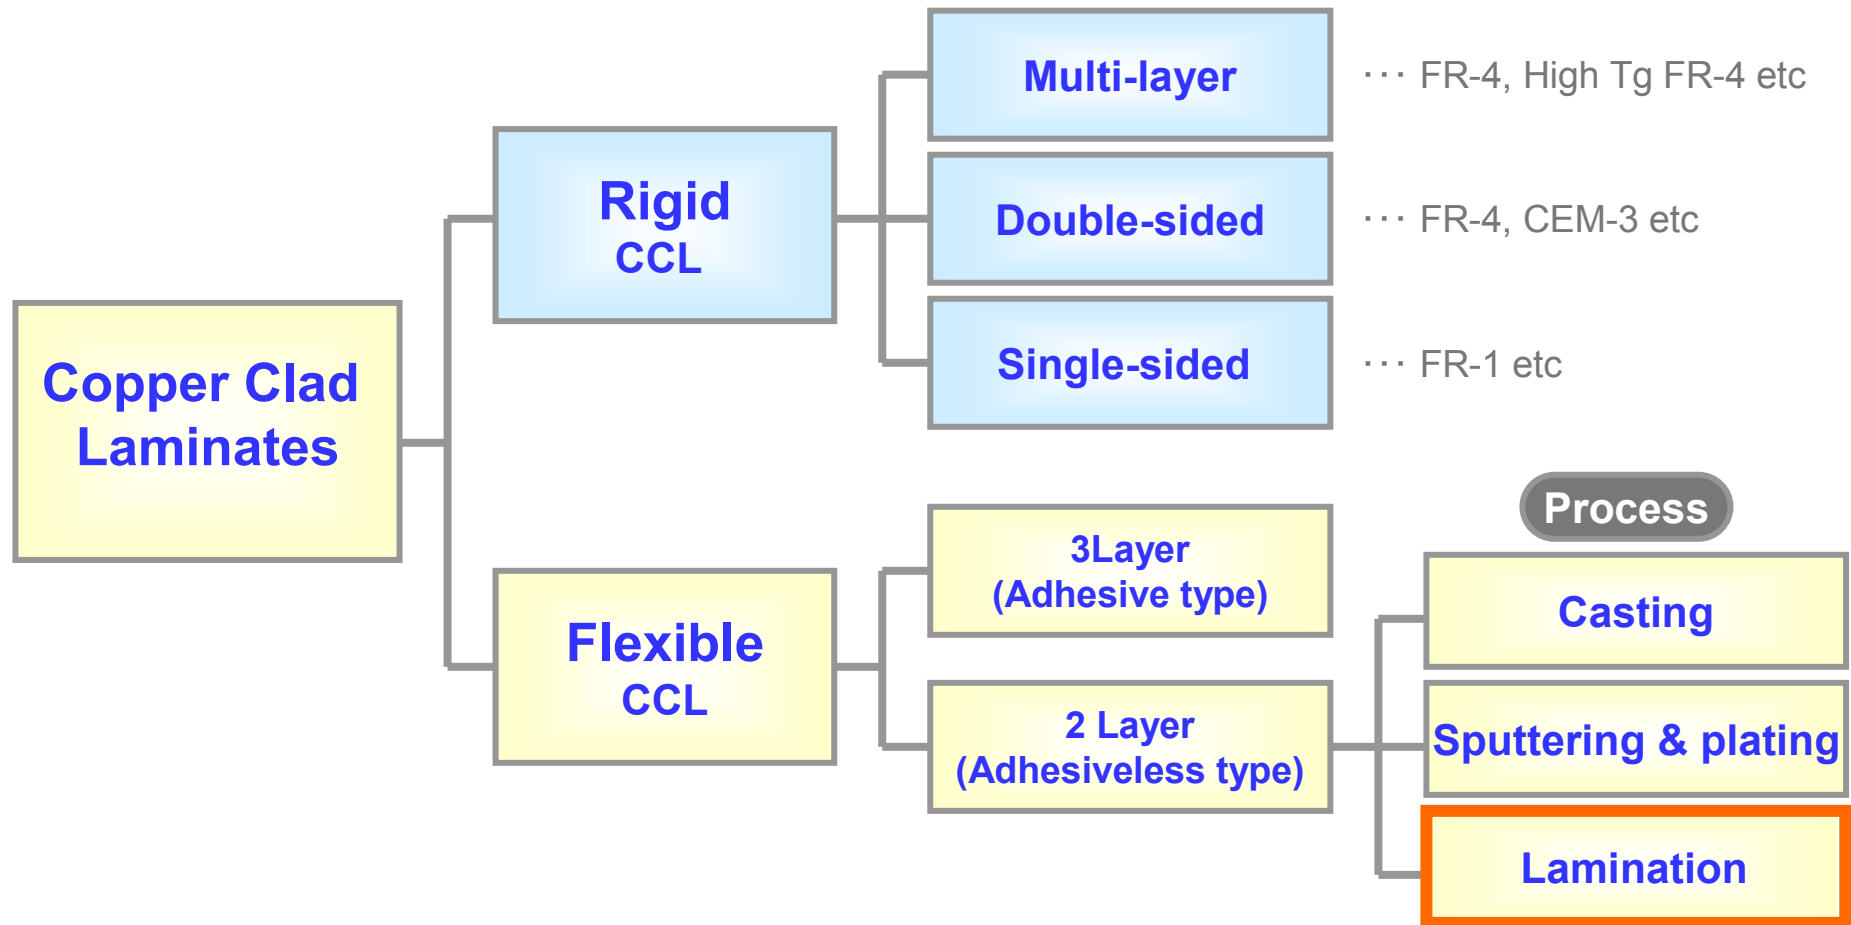 Copper Clad
Laminates
Rigid
CCL
Multi-layer
··· FR-4, High Tg FR-4 etc
Double-sided
··· FR-4, CEM-3 etc
Single-sided
··· FR-1 etc
Flexible
CCL
3Layer
(Adhesive type)
2 Layer
(Adhesiveless type)
Process
Casting
Sputtering & plating
Lamination